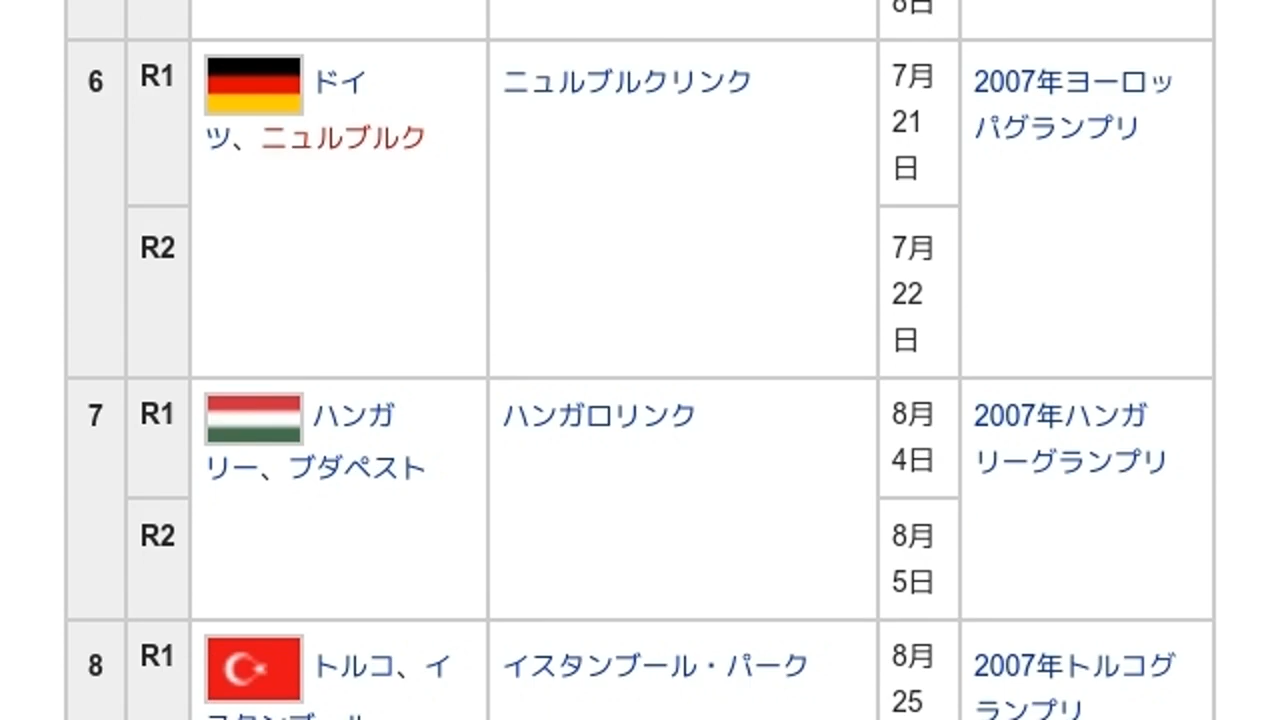 8日
6 R1 ドイ ニュルブルクリンク 7月 2007年ヨーロッ
ツ、ニュルブルク 21 パグランプリ
日
R2 7月
22
日
7 R1 ハンガ ハンガロリンク 8月 2007年ハンガ
リー、ブダペスト 4日 リーグランプリ
R2 8月
5日
8 R1 トルコ、イ イスタンブール・パーク 8月 2007年トルコグ
スタンブール 25 ランプリ